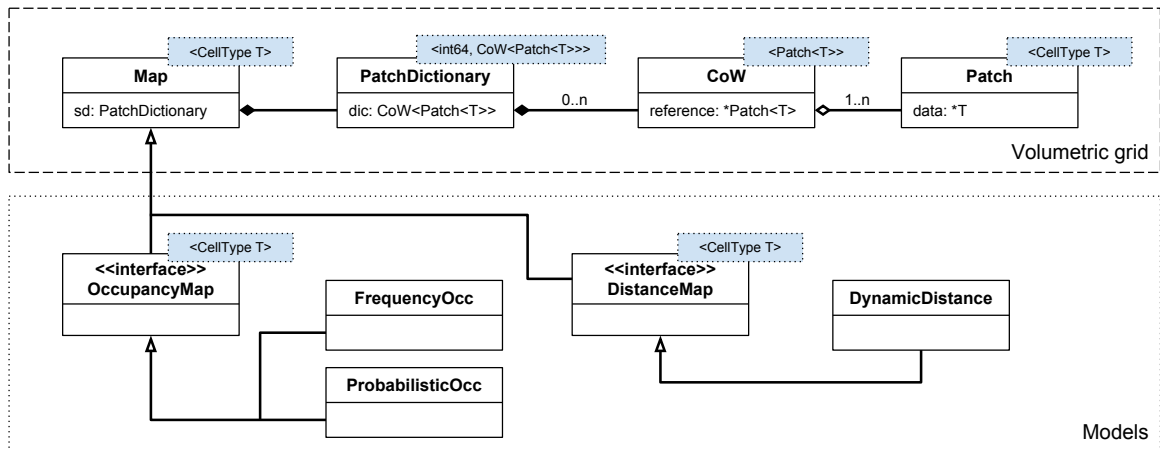 <CellType T>
Map
sd: PatchDictionary
<int64, CoW<Patch<T>>>
PatchDictionary
dic: CoW<Patch<T>>
0..n
<Patch<T>>
CoW
reference: *Patch<T>
1..n
<CellType T>
Patch
data: *T
Volumetric grid
<CellType T>
<<interface>>
OccupancyMap
FrequencyOcc
ProbabilisticOcc
<CellType T>
<<interface>>
DistanceMap
DynamicDistance
Models